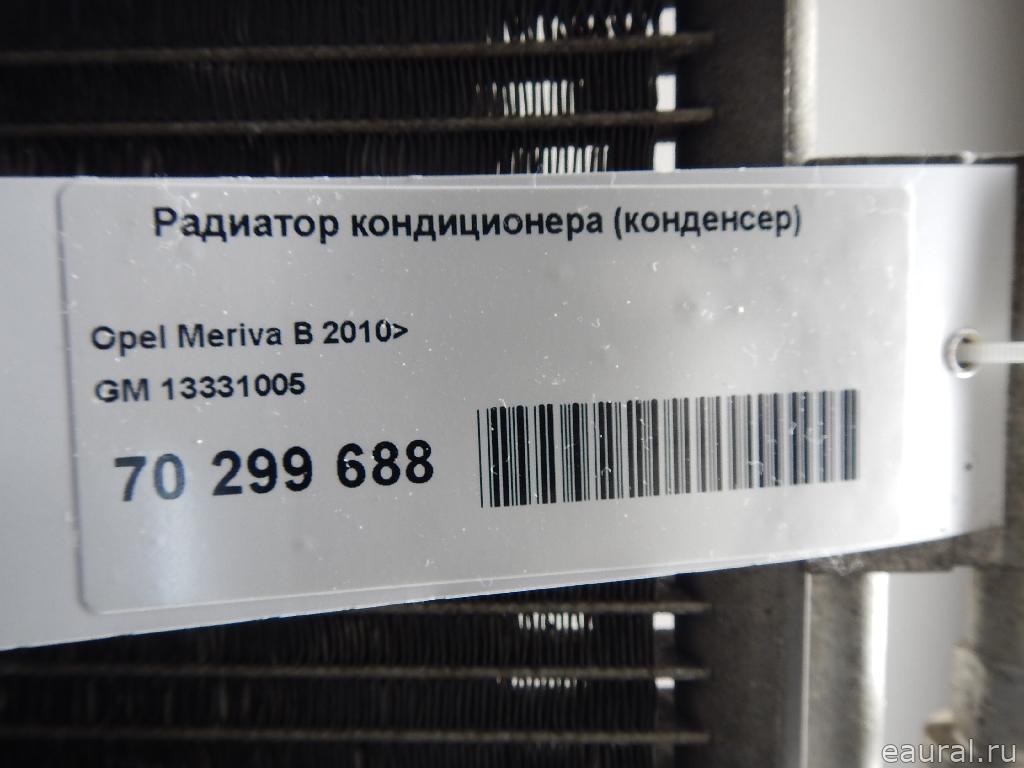 Радиатор кондиционера (конденсер)
Opel Meriva B 2010>
GM 13331005
70 299 688
eaural.ru